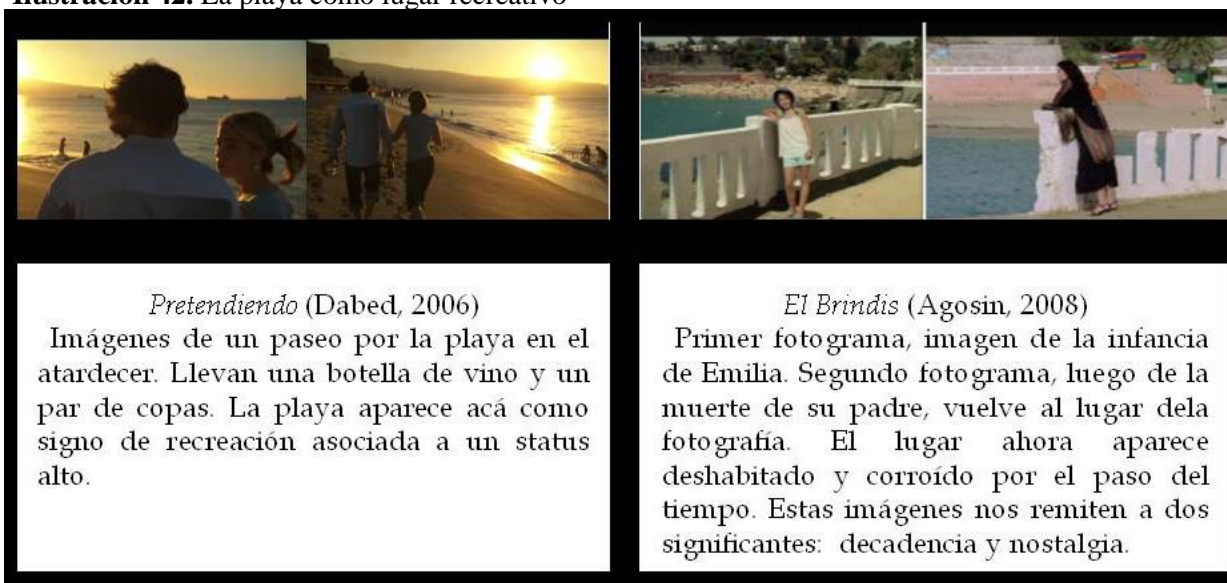 Ilustración 42. La playa como lugar recreativo
Pretendiendo (Dabed, 2006)
Imágenes de un paseo por la playa en el
atardecer. Llevan una botella de vino y un
par de copas. La playa aparece acá como
signo de recreación asociada a un status
alto.
El Brindis (Agosin, 2008)
Primer fotograma, imagen de la infancia
de Emilia. Segundo fotograma, luego de la
muerte de su padre, vuelve al lugar dela
fotografía. El lugar ahora aparece
deshabitado y corroído por el paso del
tiempo. Estas imágenes nos remiten a dos
significantes: decadencia y nostalgia.